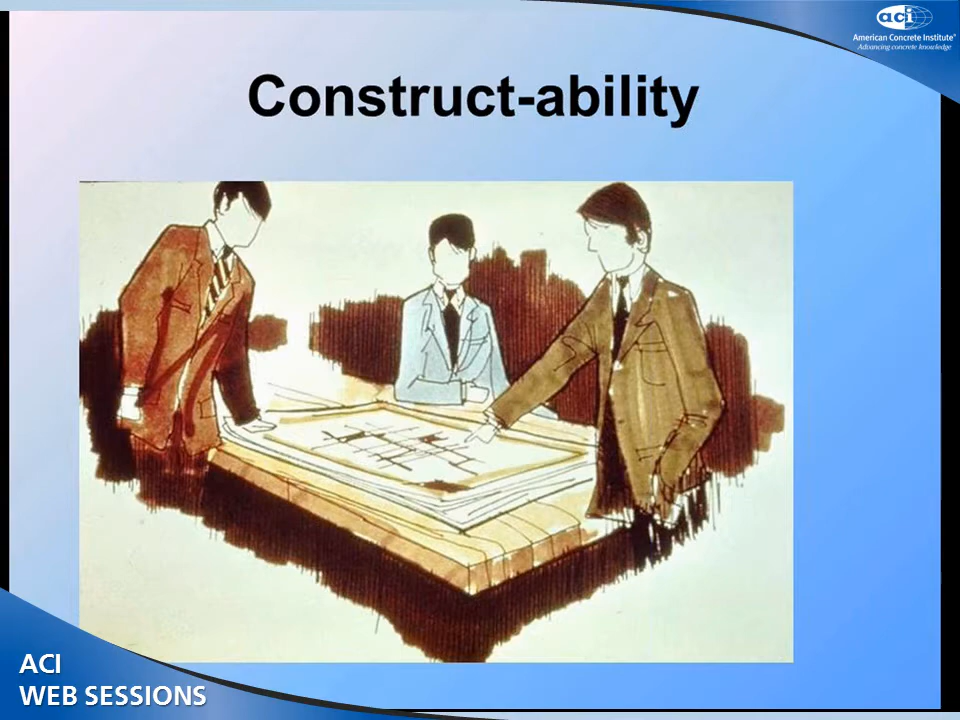 aci
American Concrete Institute®
Advancing concrete knowledge
Construct-ability
ACI
WEB SESSIONS